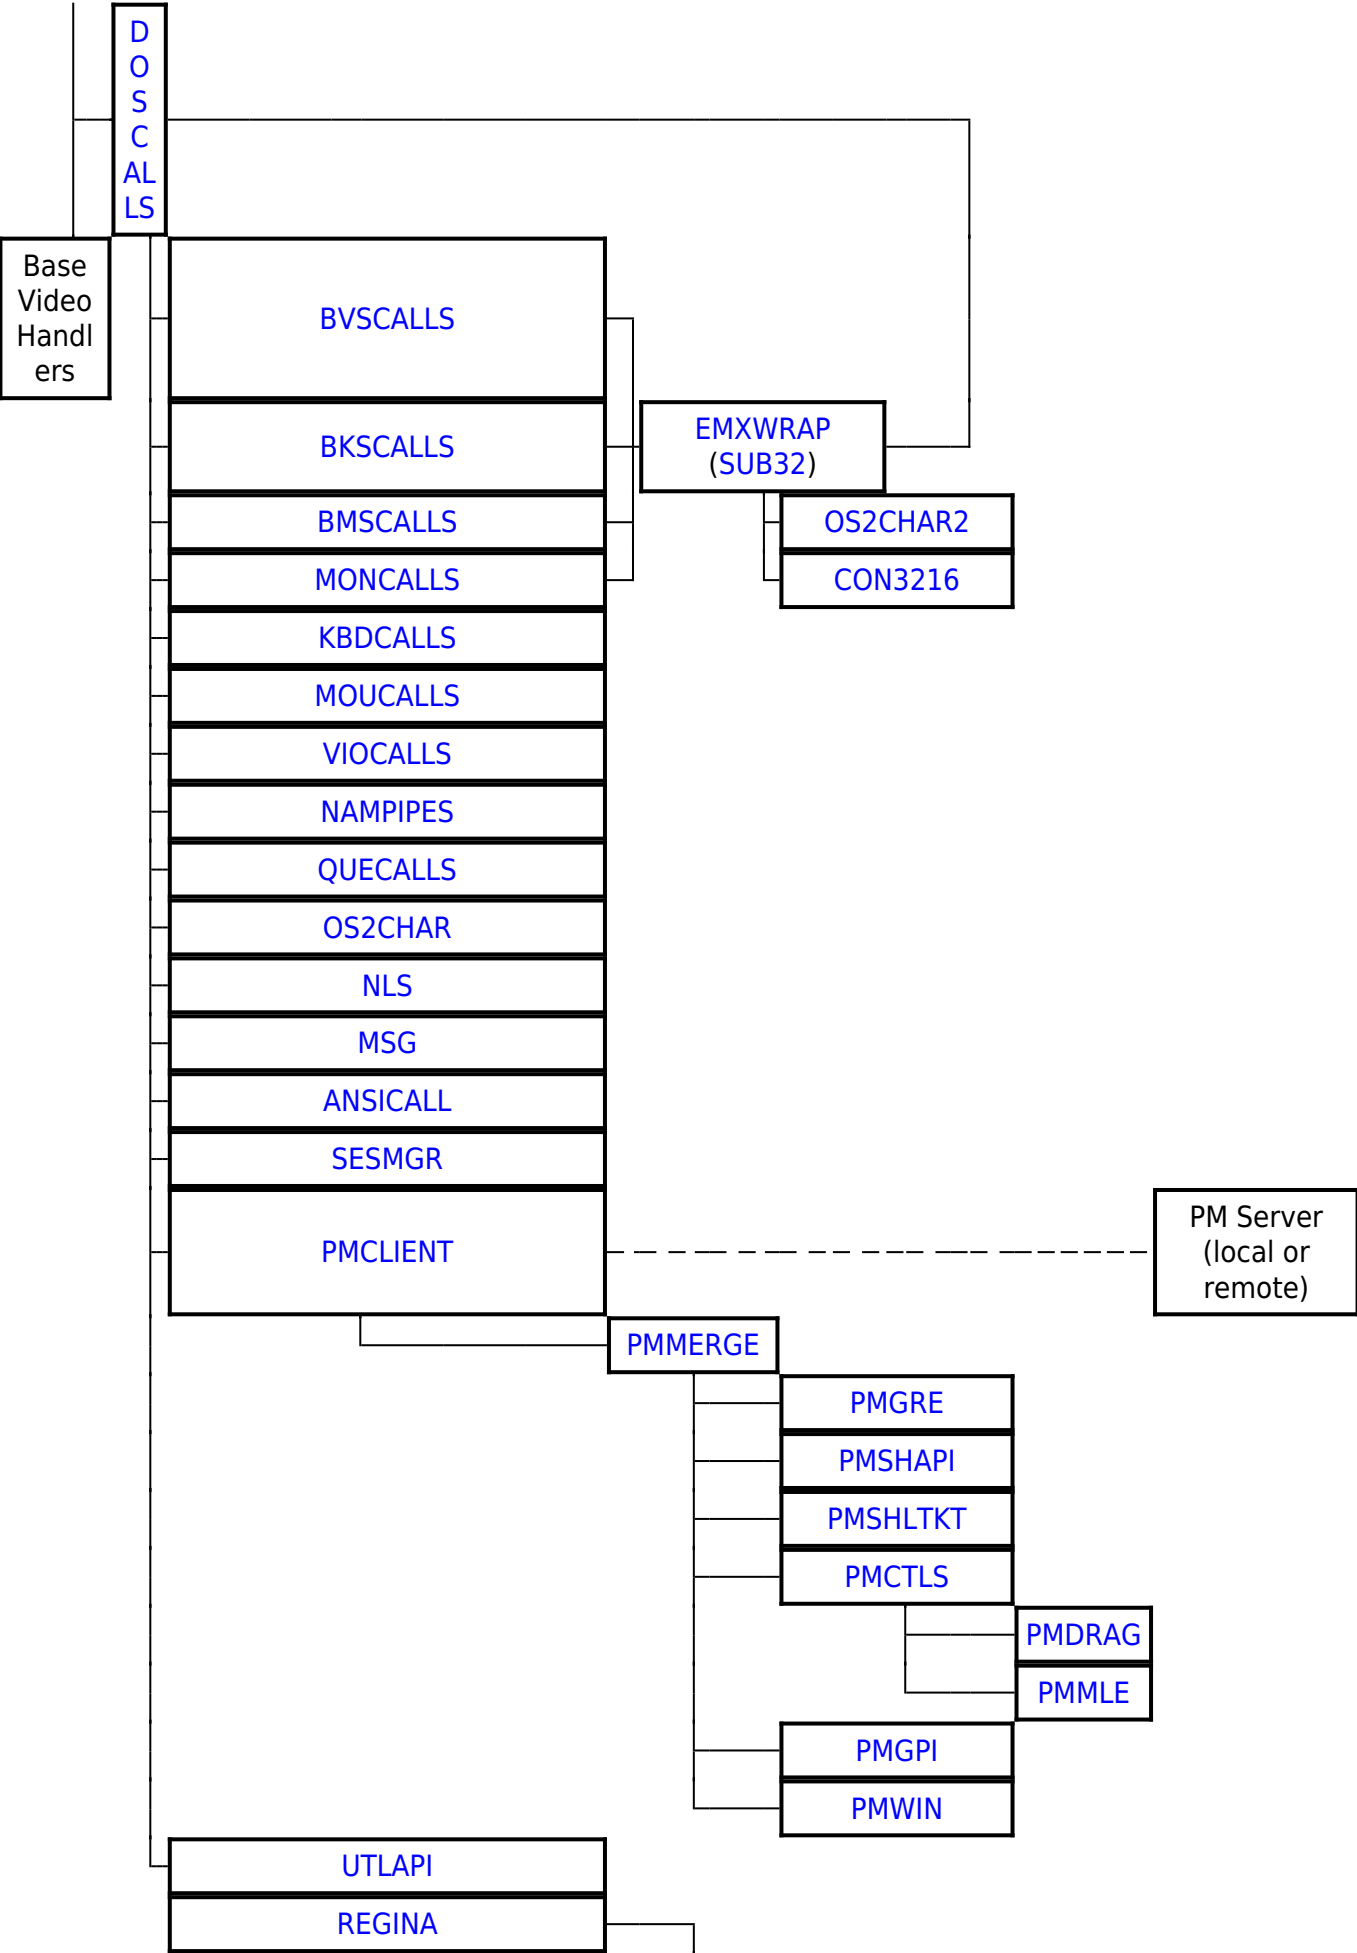 D
O
S
C
AL
LS
Base
Video
Handl
ers
BVSCALLS
BKSCALLS
EMXWRAP
(SUB32)
BMSCALLS
OS2CHAR2
MONCALLS
CON3216
KBDCALLS
MOUCALLS
VIOCALLS
NAMPIPES
QUECALLS
OS2CHAR
NLS
MSG
ANSICALL
SESMGR
PMCLIENT
PM Server
(local or
remote)
PMMERGE
PMGRE
PMSHAPI
PMSHLTKT
PMCTLS
PMDRAG
PMMLE
PMGPI
PMWIN
UTLAPI
REGINA